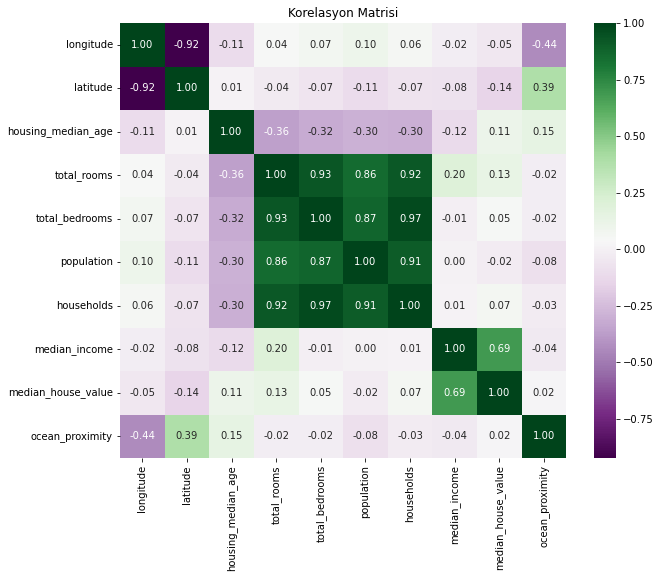 Korelasyon Matrisi
longitude 1.00 -0.92 -0.11 0.04 0.07 0.10 0.06 -0.02 -0.05 -0.44
latitude -0.92 1.00 0.01 -0.04 -0.07 -0.11 -0.07 -0.08 -0.14 0.39
housing_median_age -0.11 0.01 1.00 -0.36 -0.32 -0.30 -0.30 -0.12 0.11 0.15
total_rooms 0.04 -0.04 -0.36 1.00 0.93 0.86 0.92 0.20 0.13 -0.02
total_bedrooms 0.07 -0.07 -0.32 0.93 1.00 0.87 0.97 -0.01 0.05 -0.02
population 0.10 -0.11 -0.30 0.86 0.87 1.00 0.91 0.00 -0.02 -0.08
households 0.06 -0.07 -0.30 0.92 0.97 0.91 1.00 0.01 0.07 -0.03
median_income -0.02 -0.08 -0.12 0.20 -0.01 0.00 0.01 1.00 0.69 -0.04
median_house_value -0.05 -0.14 0.11 0.13 0.05 -0.02 0.07 0.69 1.00 0.02
ocean_proximity -0.44 0.39 0.15 -0.02 -0.02 -0.08 -0.03 -0.04 0.02 1.00
longitude
latitude
housing_median_age
total_rooms
total_bedrooms
population
households
median_income
median_house_value
ocean_proximity
1.00
0.75
0.50
0.25
0.00
-0.25
-0.50
-0.75